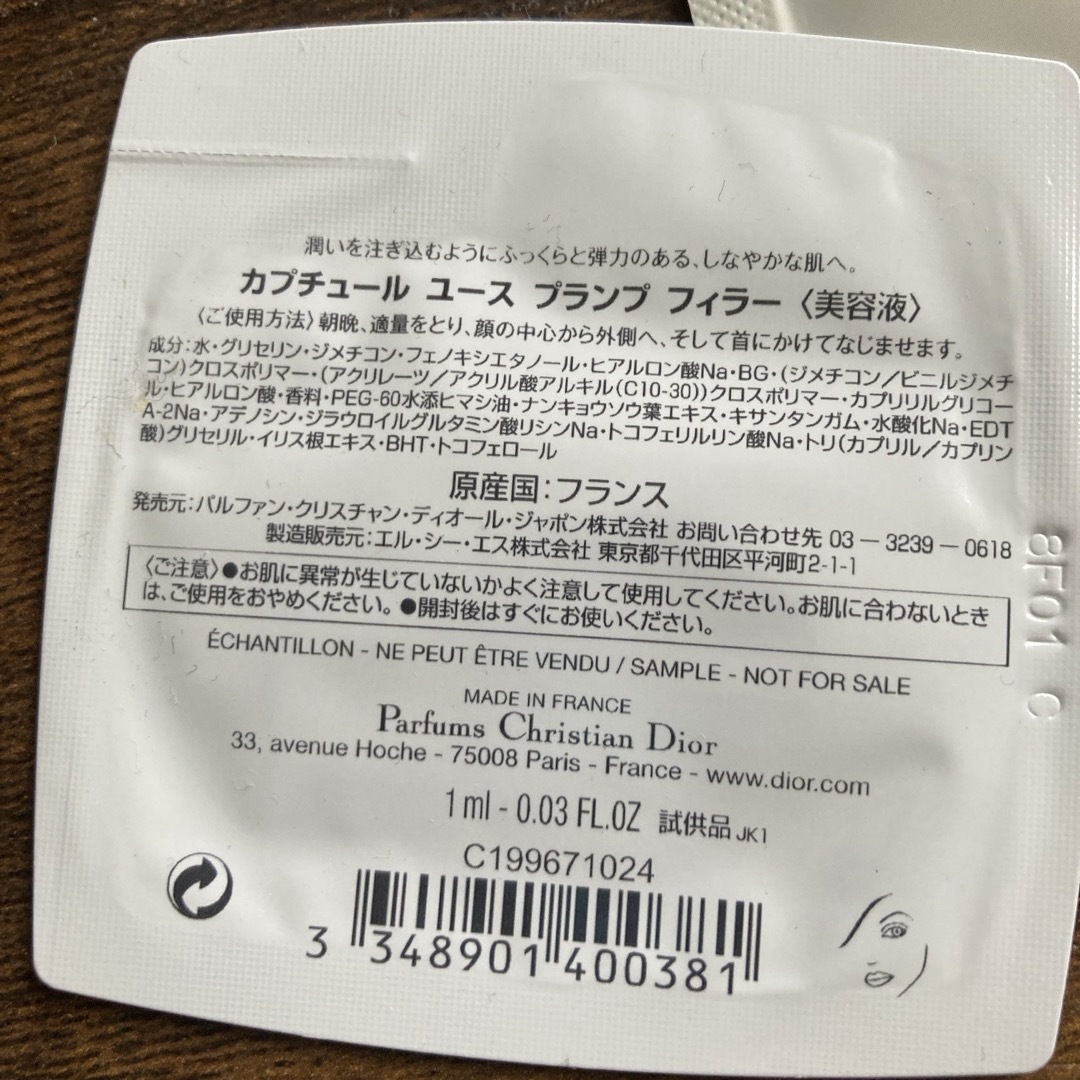 潤いを注ぎ込むようにふっくらと弾力のある、しなやかな肌へ。
カプチュール ユース プランプ フィラー〈美容液〉
〈ご使用方法〉朝晩、適量をとり、顔の中心から外側へ、そして首にかけてなじませます。
成分：水・グリセリン・ジメチコン・フェノキシエタノール・ヒアルロン酸Na・BG・(ジメチコン／ビニルジメチ
コン)クロスポリマー・(アクリレーツ／アクリル酸アルキル(C10-30))クロスポリマー・カプリリルグリコー
ル・ヒアルロン酸・香料・PEG-60水添ヒマシ油・ナンキョウソウ葉エキス・キサンタンガム・水酸化Na・EDT
A-2Na・アデノシン・ジラウロイルグルタミン酸リシンNa・トコフェリルリン酸Na・トリ(カプリル／カプリン
酸)グリセリル・イリス根エキス・BHT・トコフェロール
原産国：フランス
発売元：パルファン・クリスチャン・ディオール・ジャポン株式会社 お問い合わせ先 03－3239－0618
製造販売元：エル・シー・エス株式会社 東京都千代田区平河町2-1-1
〈ご注意〉●お肌に異常が生じていないかよく注意して使用してください。お肌に合わないとき
は、ご使用をおやめください。●開封後はすぐにお使いください。
ÉCHANTILLON - NE PEUT ÊTRE VENDU / SAMPLE - NOT FOR SALE
MADE IN FRANCE
Parfums Christian Dior
33, avenue Hoche - 75008 Paris - France - www.dior.com
1 ml - 0.03 FL.OZ 試供品 JK1
C199671024
3 348901 400381
8F01 C